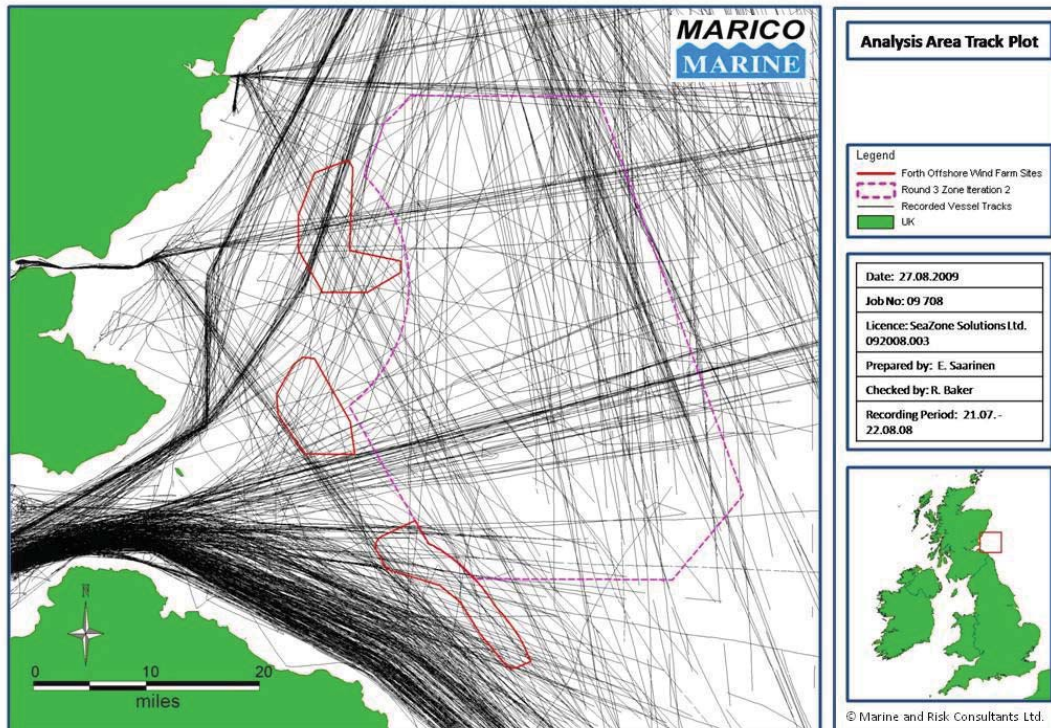 MARICO
MARINE
N
0 10 20
miles
Analysis Area Track Plot
Legend
Forth Offshore Wind Farm Sites
Round 3 Zone Iteration 2
Recorded Vessel Tracks
UK
Date: 27.08.2009
Job No: 09 708
Licence: SeaZone Solutions Ltd.
092008.003
Prepared by: E. Saarinen
Checked by: R. Baker
Recording Period: 21.07. -
22.08.08
© Marine and Risk Consultants Ltd.